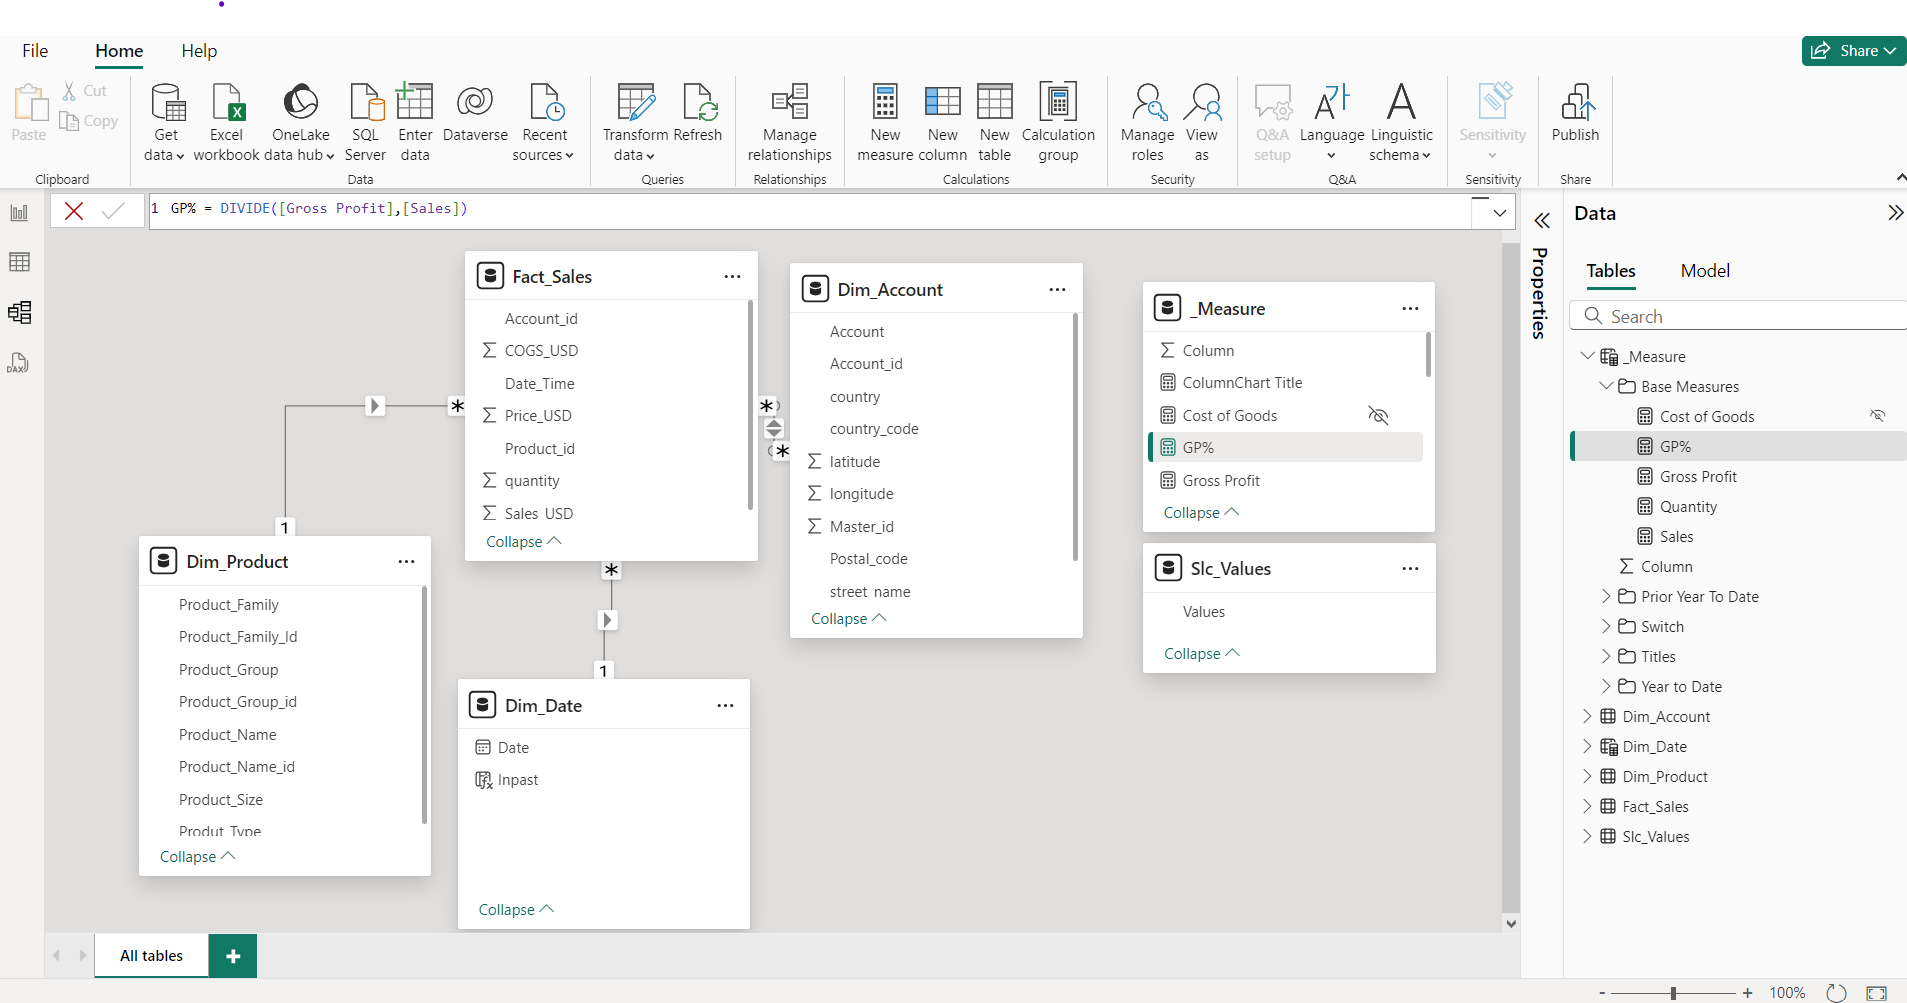 File Home Help
Share
Paste
Cut
Copy
Clipboard
Get data
Excel workbook
OneLake data hub
SQL Server
Enter data
Dataverse
Recent sources
Data
Transform data
Refresh
Queries
Manage relationships
Relationships
New measure
New column
New table
Calculation group
Calculations
Manage roles
View as
Security
Q&A setup
Language
Linguistic schema
Q&A
Sensitivity
Sensitivity
Publish
Share
1 GP% = DIVIDE([Gross Profit],[Sales])
DAX
Fact_Sales
Account_id
COGS_USD
Date_Time
Price_USD
Product_id
quantity
Sales_USD
Collapse
Dim_Account
Account
Account_id
country
country_code
latitude
longitude
Master_id
Postal_code
street_name
Collapse
_Measure
Column
ColumnChart Title
Cost of Goods
GP%
Gross Profit
Collapse
Slc_Values
Values
Collapse
1
Dim_Product
Product_Family
Product_Family_Id
Product_Group
Product_Group_id
Product_Name
Product_Name_id
Product_Size
Produt_Type
Collapse
1
Dim_Date
Date
Inpast
Collapse
Properties
Data
Tables Model
Search
_Measure
Base Measures
Cost of Goods
GP%
Gross Profit
Quantity
Sales
Column
Prior Year To Date
Switch
Titles
Year to Date
Dim_Account
Dim_Date
Dim_Product
Fact_Sales
Slc_Values
All tables
+
- + 100%